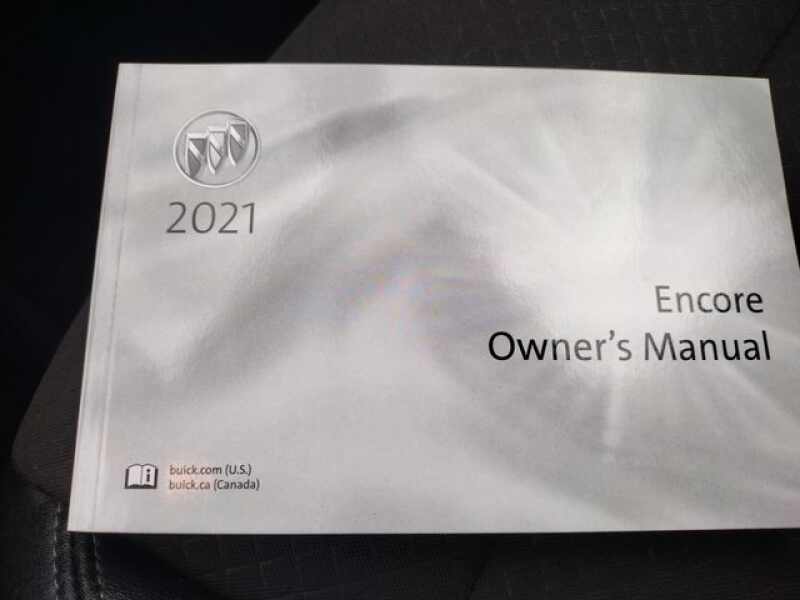 2021
Encore
Owner's Manual
buick.com (U.S.)
buick.ca (Canada)